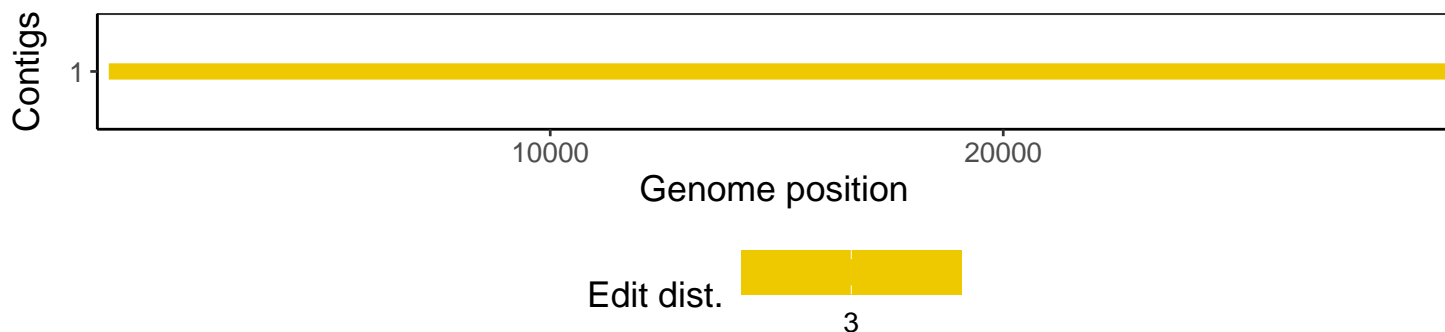 Contigs
1
10000 20000
Genome position
Edit dist.
3